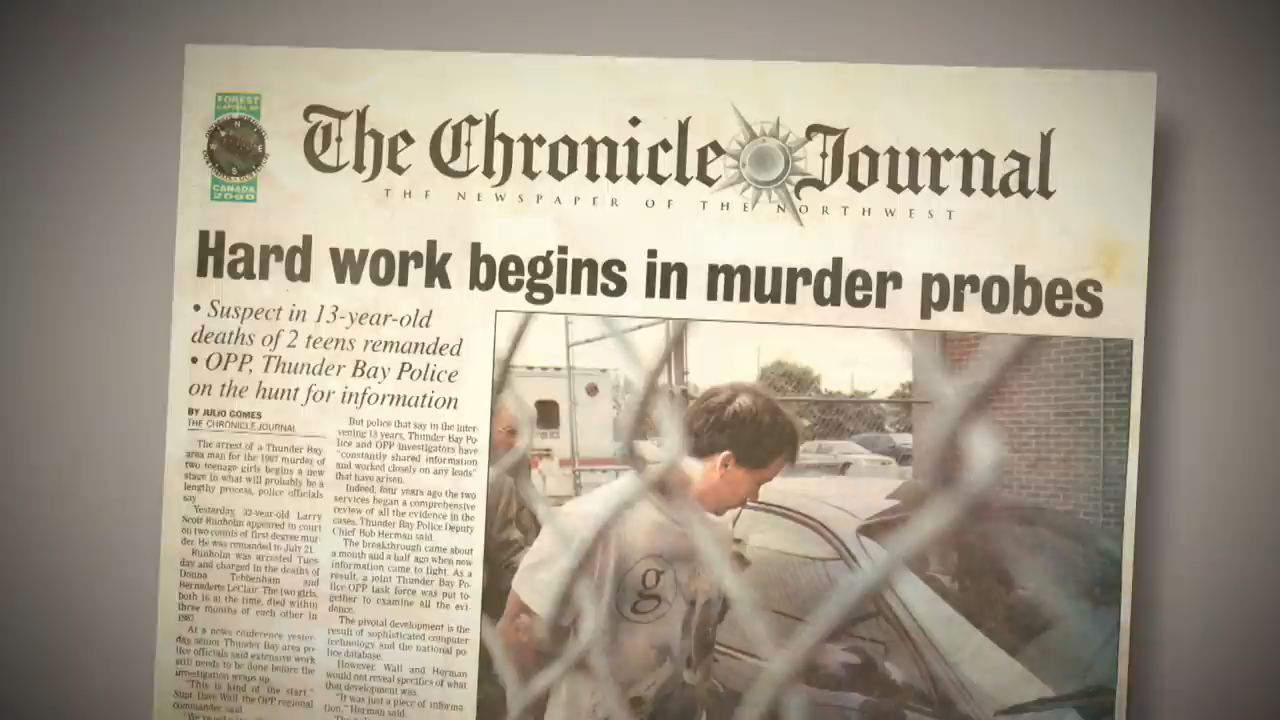 FOREST
CAPITAL OF
N
W E
S
CANADA
2000
The Chronicle Journal
THE NEWSPAPER OF THE NORTHWEST
Hard work begins in murder probes
• Suspect in 13-year-old
deaths of 2 teens remanded
• OPP, Thunder Bay Police
on the hunt for information
BY JULIO GOMES
THE CHRONICLE JOURNAL
The arrest of a Thunder Bay
area man for the 1987 murder of
two teenage girls begins a new
stage in what will probably be a
lengthy process, police officials
say.
Yesterday, 32-year-old Larry
Scott Runholm appeared in court
on two counts of first degree mur-
der. He was remanded to July 21.
Runholm was arrested Tues-
day and charged in the deaths of
Donna Tebbenham and
Bernadette LeClair. The two girls,
both 16 at the time, died within
three months of each other in
1987.
At a news conference yester-
day, senior Thunder Bay area po-
lice officials said extensive work
still needs to be done before the
investigation wraps up.
"This is kind of the start,"
Supt. Dave Wall the OPP regional
commander said.
But police that say in the inter-
vening 13 years, Thunder Bay Po-
lice and OPP investigators have
"constantly shared information
and worked closely on any leads"
that have arisen.
Indeed, four years ago the two
services began a comprehensive
review of all the evidence in the
cases, Thunder Bay Police Deputy
Chief Bob Herman said.
The breakthrough came about
a mouth and a half ago when new
information came to light. As a
result, a joint Thunder Bay Po-
lice OPP task force was put to-
gether to examine all the evi-
dence.
The pivotal development is the
result of sophisticated computer
technology and the national po-
lice database.
However, Wall and Herman
would not reveal specifics of what
that development was.
"It was just a piece of informa-
tion," Herman said.
POLICE
g